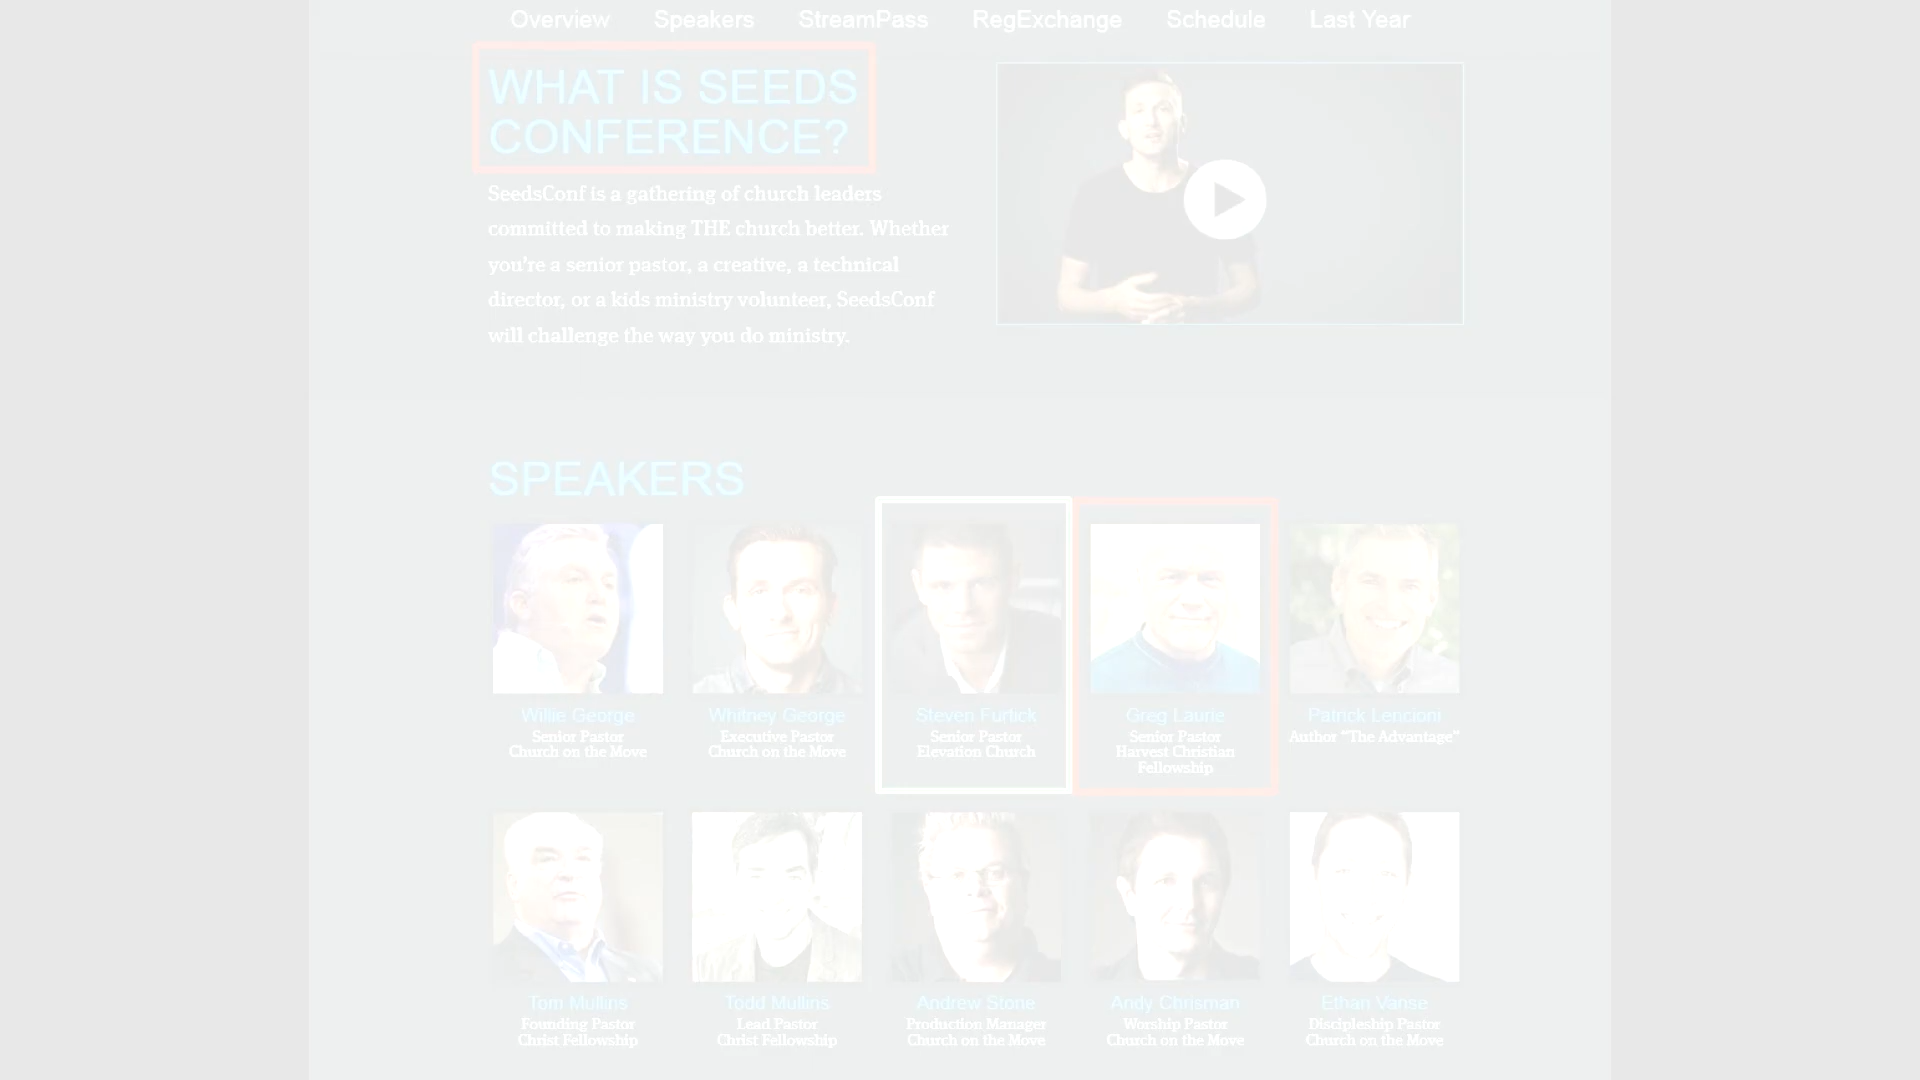 Overview Speakers StreamPass RegExchange Schedule Last Year
WHAT IS SEEDS
CONFERENCE?
SeedsConf is a gathering of church leaders
committed to making THE church better. Whether
you're a senior pastor, a creative, a technical
director, or a kids ministry volunteer, SeedsConf
will challenge the way you do ministry.
SPEAKERS
Willie George
Senior Pastor
Church on the Move
Whitney George
Executive Pastor
Church on the Move
Steven Furtick
Senior Pastor
Elevation Church
Greg Laurie
Senior Pastor
Harvest Christian
Fellowship
Patrick Lencioni
Author "The Advantage"
Tom Mullins
Founding Pastor
Christ Fellowship
Todd Mullins
Lead Pastor
Christ Fellowship
Andrew Stone
Production Manager
Church on the Move
Andy Chrisman
Worship Pastor
Church on the Move
Ethan Vanse
Discipleship Pastor
Church on the Move